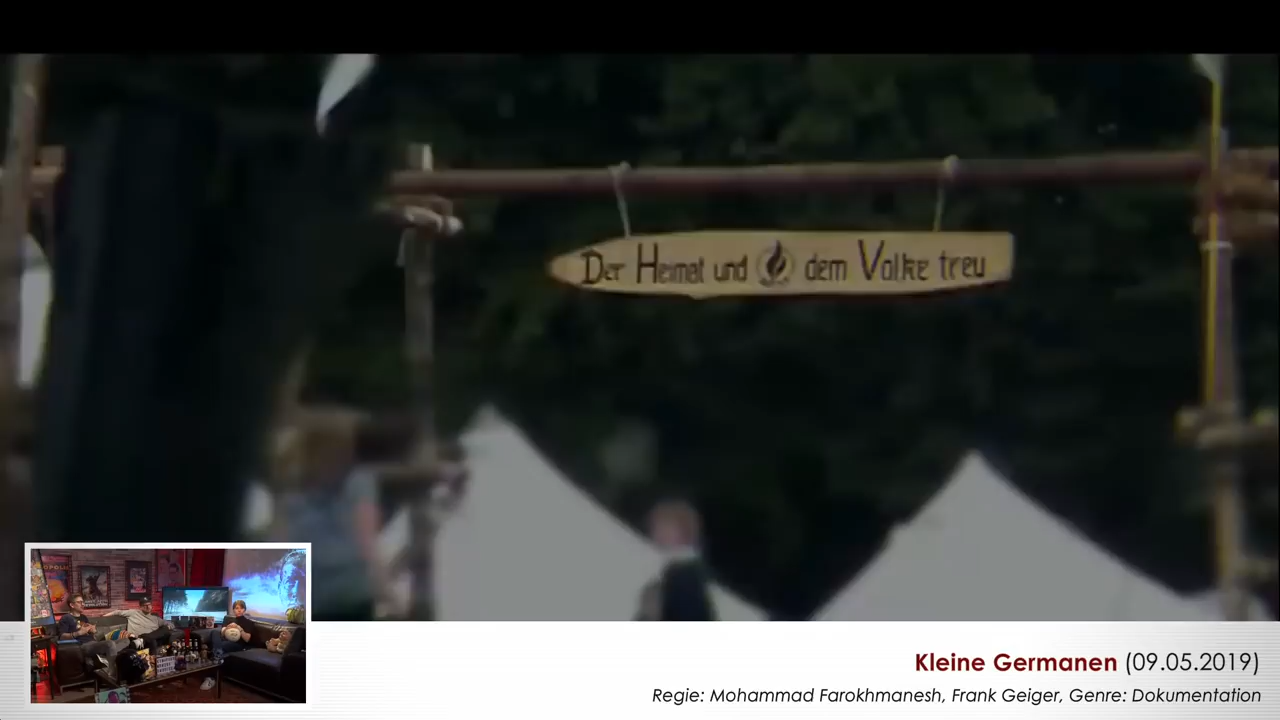 Der Heimat und dem Volke treu
Kleine Germanen (09.05.2019)
Regie: Mohammad Farokhmanesh, Frank Geiger, Genre: Dokumentation